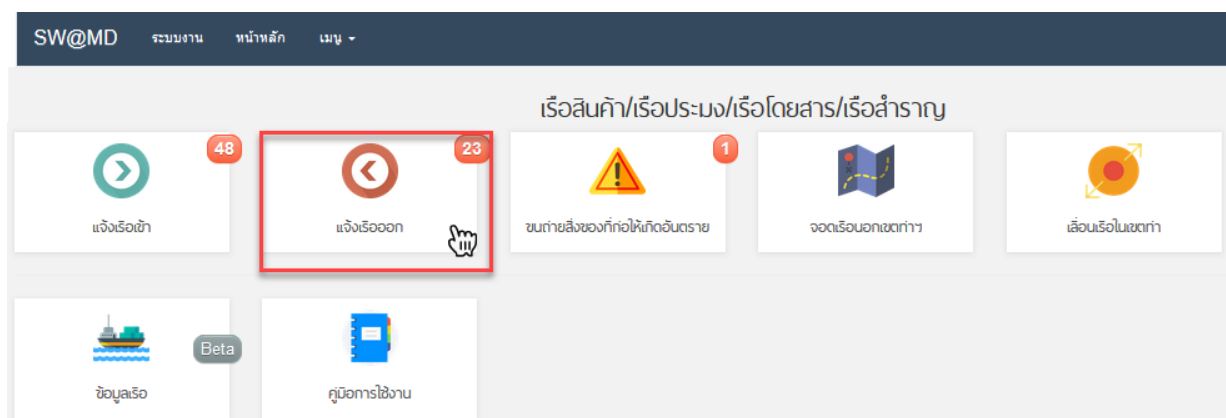 SW@MD ระบบงาน หน้าหลัก เมนู
เรือสินค้า/เรือประมง/เรือโดยสาร/เรือสำราญ
48
23
1
แจ้งเรือเข้า
แจ้งเรือออก
ขนถ่ายสิ่งของที่ก่อให้เกิดอันตราย
จอดเรือนอกเขตท่าฯ
เลื่อนเรือในเขตท่า
Beta
ข้อมูลเรือ
คู่มือการใช้งาน